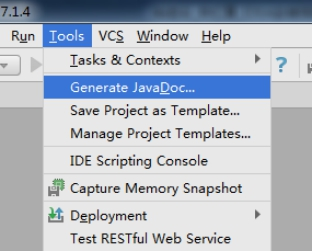 7.1.4
Run Tools VCS Window Help
Tasks & Contexts
Generate JavaDoc...
Save Project as Template...
Manage Project Templates...
IDE Scripting Console
Capture Memory Snapshot
Deployment
Test RESTful Web Service